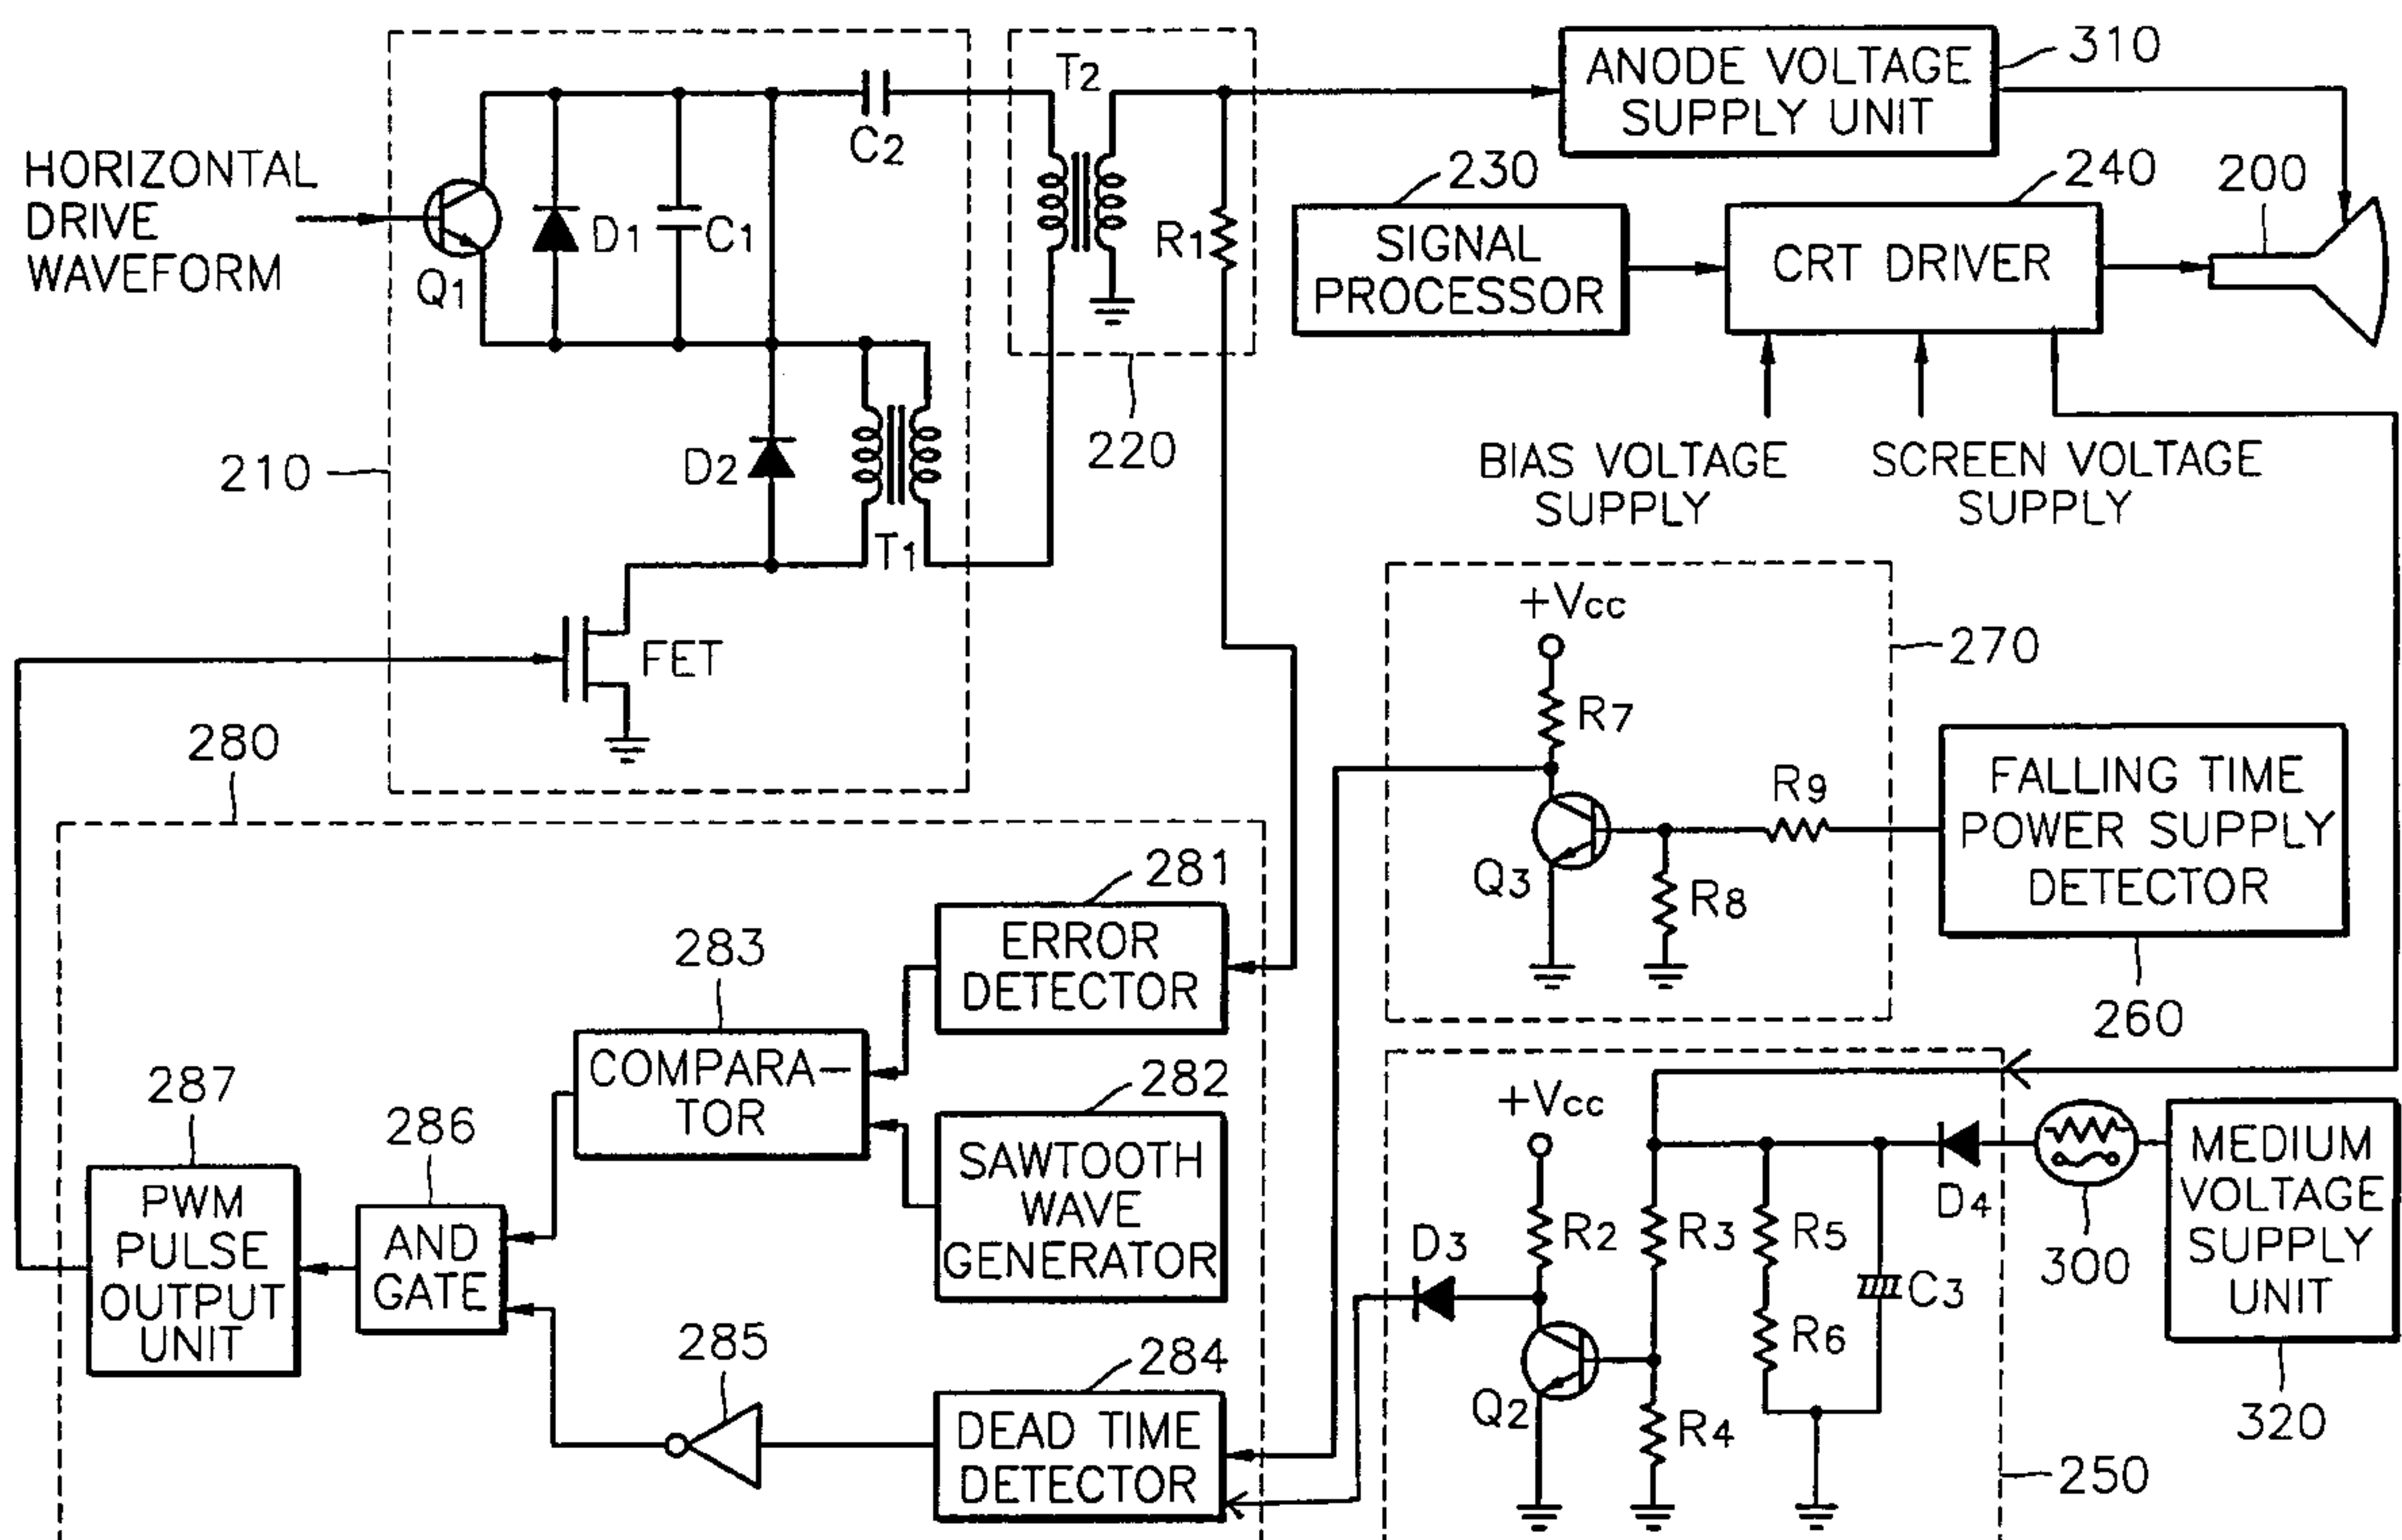 HORIZONTAL
DRIVE
WAVEFORM
Q1
D1
C1
C2
T2
R1
ANODE VOLTAGE
SUPPLY UNIT
310
230
SIGNAL
PROCESSOR
240
CRT DRIVER
200
210
D2
T1
220
BIAS VOLTAGE
SUPPLY
SCREEN VOLTAGE
SUPPLY
FET
+Vcc
R7
270
Q3
R9
R8
FALLING TIME
POWER SUPPLY
DETECTOR
260
280
281
ERROR
DETECTOR
283
COMPARA-
TOR
282
SAWTOOTH
WAVE
GENERATOR
287
PWM
PULSE
OUTPUT
UNIT
286
AND
GATE
285
284
DEAD TIME
DETECTOR
+Vcc
D3
R2
R3
R5
R6
C3
D4
Q2
R4
300
MEDIUM
VOLTAGE
SUPPLY
UNIT
320
250